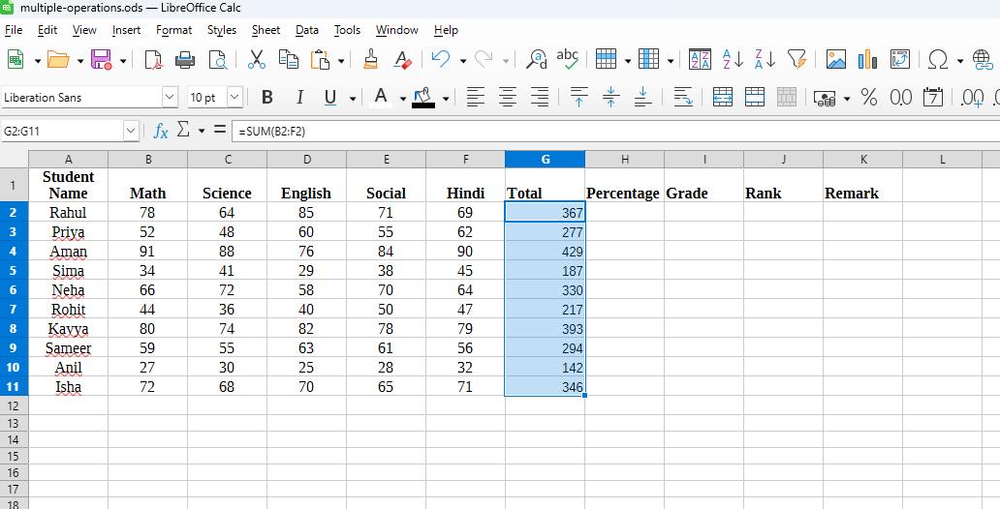 multiple-operations.ods — LibreOffice Calc
File Edit View Insert Format Styles Sheet Data Tools Window Help
Liberation Sans 10 pt B I U A % 0.0 7 .00
G2:G11 fx Σ = =SUM(B2:F2)
A B C D E F G H I J K L
1 Student Name Math Science English Social Hindi Total Percentage Grade Rank Remark
2 Rahul 78 64 85 71 69 367
3 Priya 52 48 60 55 62 277
4 Aman 91 88 76 84 90 429
5 Sima 34 41 29 38 45 187
6 Neha 66 72 58 70 64 330
7 Rohit 44 36 40 50 47 217
8 Kavya 80 74 82 78 79 393
9 Sameer 59 55 63 61 56 294
10 Anil 27 30 25 28 32 142
11 Isha 72 68 70 65 71 346
12
13
14
15
16
17
18